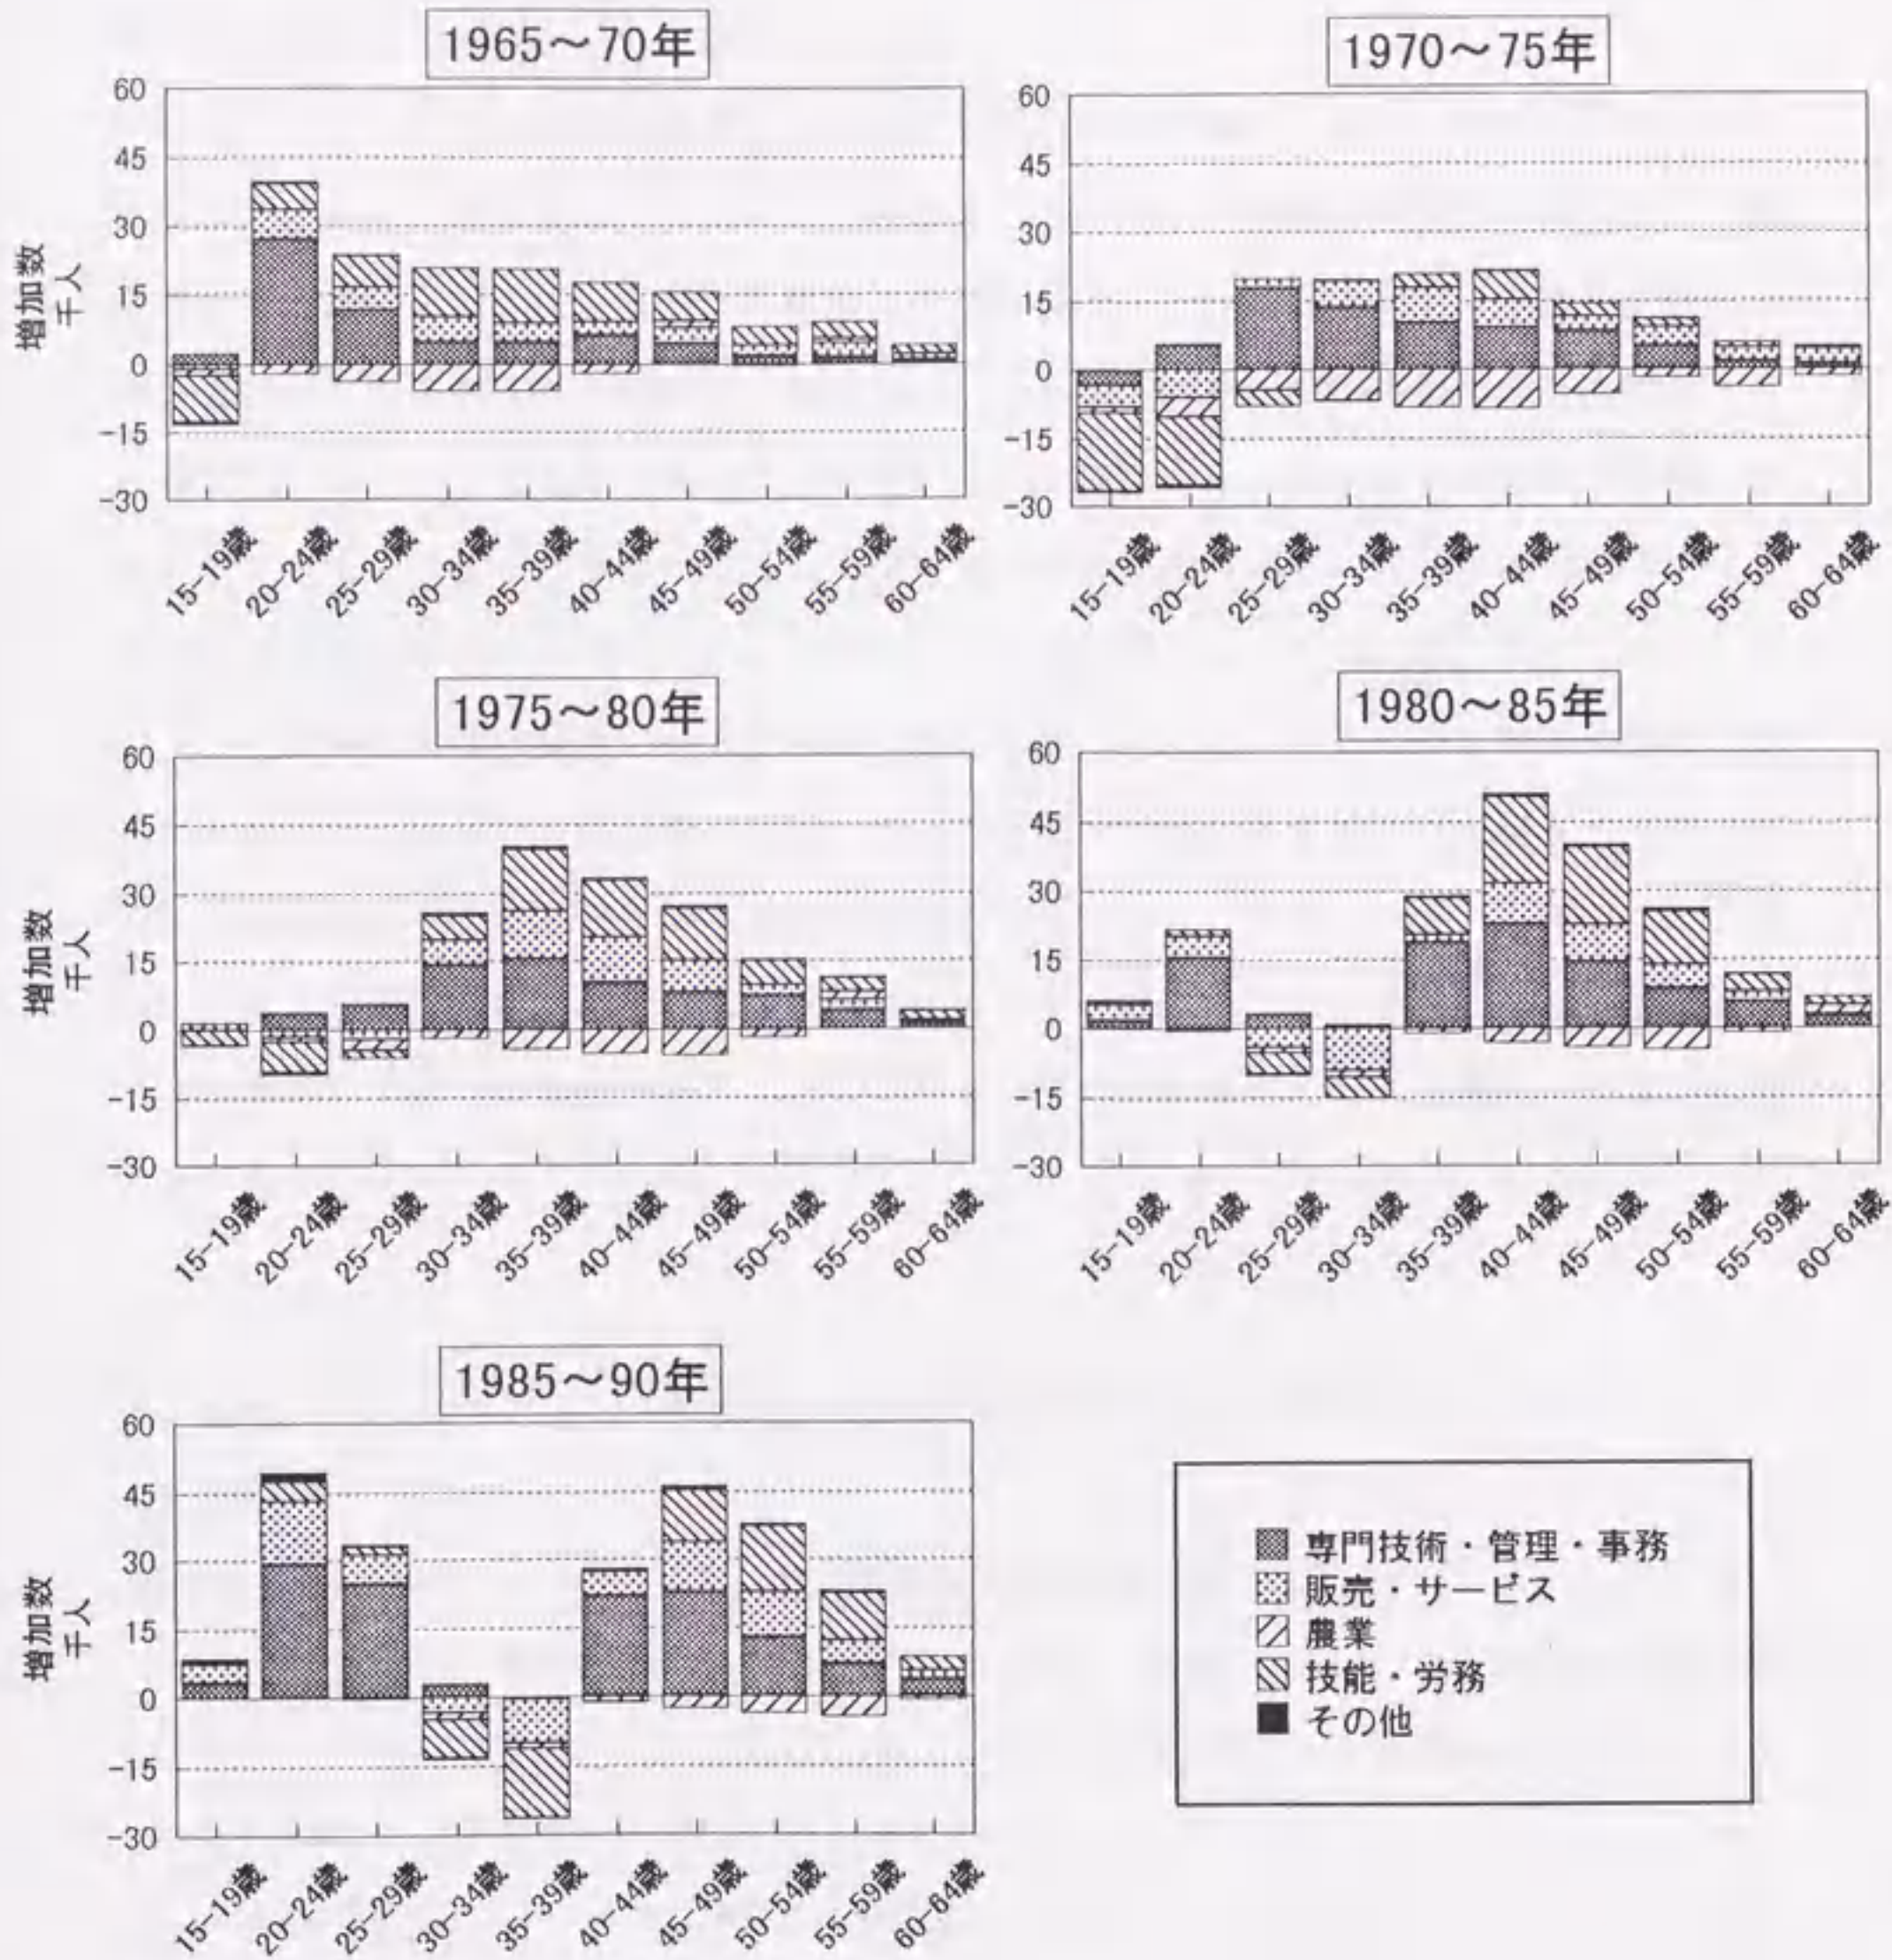 1965～70年
60
45
30
15
0
-15
-30
増加数
千人
15-19歳
20-24歳
25-29歳
30-34歳
35-39歳
40-44歳
45-49歳
50-54歳
55-59歳
60-64歳
1970～75年
60
45
30
15
0
-15
-30
15-19歳
20-24歳
25-29歳
30-34歳
35-39歳
40-44歳
45-49歳
50-54歳
55-59歳
60-64歳
1975～80年
60
45
30
15
0
-15
-30
増加数
千人
15-19歳
20-24歳
25-29歳
30-34歳
35-39歳
40-44歳
45-49歳
50-54歳
55-59歳
60-64歳
1980～85年
60
45
30
15
0
-15
-30
15-19歳
20-24歳
25-29歳
30-34歳
35-39歳
40-44歳
45-49歳
50-54歳
55-59歳
60-64歳
1985～90年
60
45
30
15
0
-15
-30
増加数
千人
15-19歳
20-24歳
25-29歳
30-34歳
35-39歳
40-44歳
45-49歳
50-54歳
55-59歳
60-64歳
専門技術・管理・事務
販売・サービス
農業
技能・労務
その他